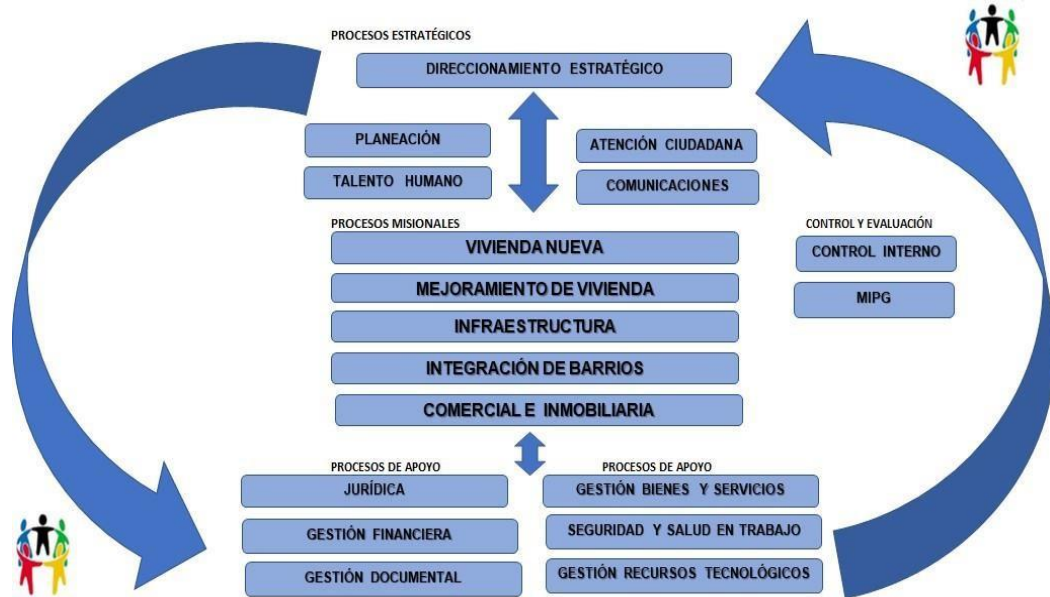 PROCESOS ESTRATÉGICOS
DIRECCIONAMIENTO ESTRATÉGICO
PLANEACIÓN
TALENTO HUMANO
ATENCIÓN CIUDADANA
COMUNICACIONES
PROCESOS MISIONALES
VIVIENDA NUEVA
MEJORAMIENTO DE VIVIENDA
INFRAESTRUCTURA
INTEGRACIÓN DE BARRIOS
COMERCIAL E INMOBILIARIA
CONTROL Y EVALUACIÓN
CONTROL INTERNO
MIPG
PROCESOS DE APOYO
JURÍDICA
GESTIÓN FINANCIERA
GESTIÓN DOCUMENTAL
PROCESOS DE APOYO
GESTIÓN BIENES Y SERVICIOS
SEGURIDAD Y SALUD EN TRABAJO
GESTIÓN RECURSOS TECNOLÓGICOS